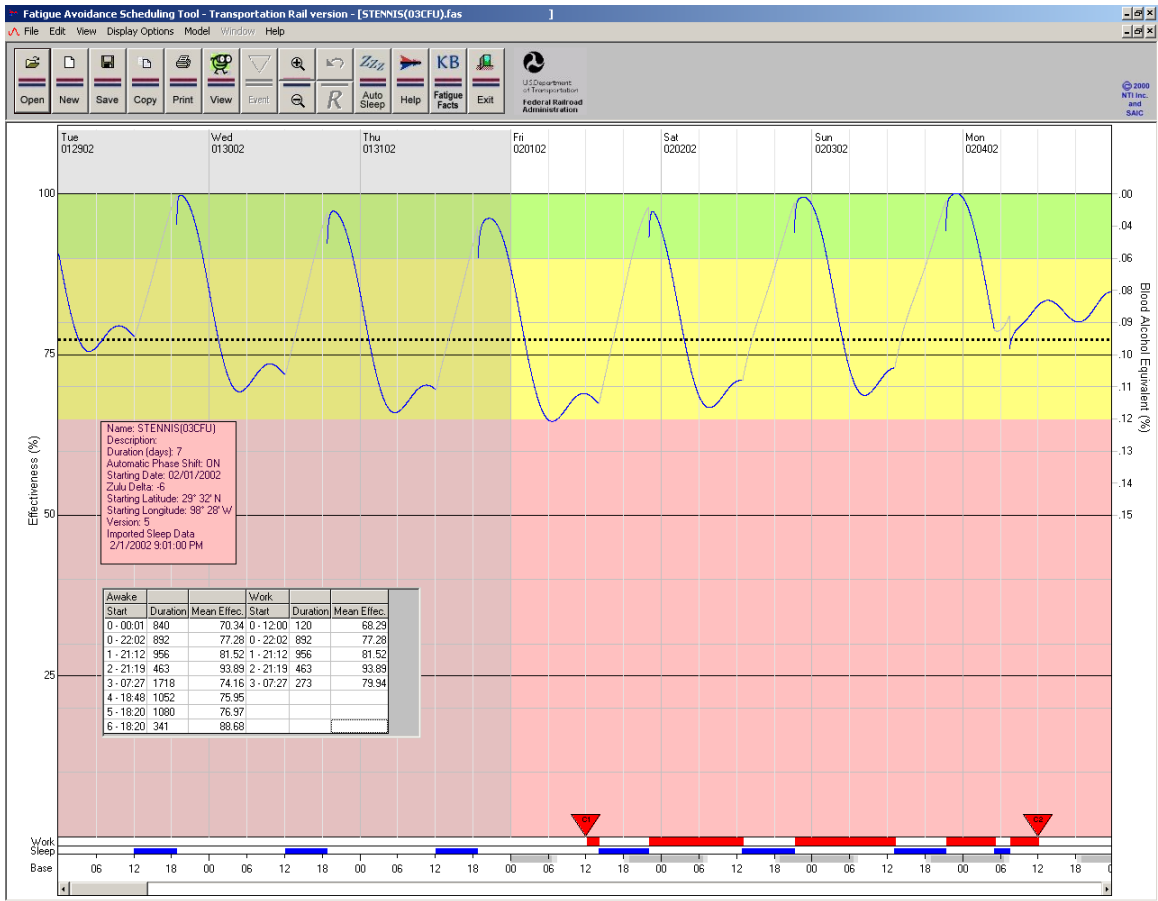 Fatigue Avoidance Scheduling Tool - Transportation Rail version - [STENNIS(03CFU).fas ]
File Edit View Display Options Model Window Help
Open New Save Copy Print View Event R ZZZ Auto Sleep Help KB Fatigue Facts Exit
U.S.Department
of Transportation
Federal Railroad
Administration
© 2000
NTI Inc.
and
SAIC
Tue Wed Thu Fri Sat Sun Mon
012902 013002 013102 020102 020202 020302 020402
100
75
50
25
Effectiveness (%)
.00
.04
.06
.08
.09
.10
.11
.12
.13
.14
.15
Blood Alcohol Equivalent (%)
Name: STENNIS(03CFU)
Description:
Duration (days): 7
Automatic Phase Shift: ON
Starting Date: 02/01/2002
Zulu Delta: -6
Starting Latitude: 29° 32' N
Starting Longitude: 98° 28' W
Version: 5
Imported Sleep Data
2/1/2002 9:01:00 PM
Awake Work
Start Duration Mean Effec. Start Duration Mean Effec.
0 - 00:01 840 70.34 0 - 12:00 120 68.29
0 - 22:02 892 77.28 0 - 22:02 892 77.28
1 - 21:12 956 81.52 1 - 21:12 956 81.52
2 - 21:19 463 93.89 2 - 21:19 463 93.89
3 - 07:27 1718 74.16 3 - 07:27 273 79.94
4 - 18:48 1052 75.95
5 - 18:20 1080 76.97
6 - 18:20 341 88.68
C1 C2
Work
Sleep
Base 06 12 18 00 06 12 18 00 06 12 18 00 06 12 18 00 06 12 18 00 06 12 18 00 06 12 18 0